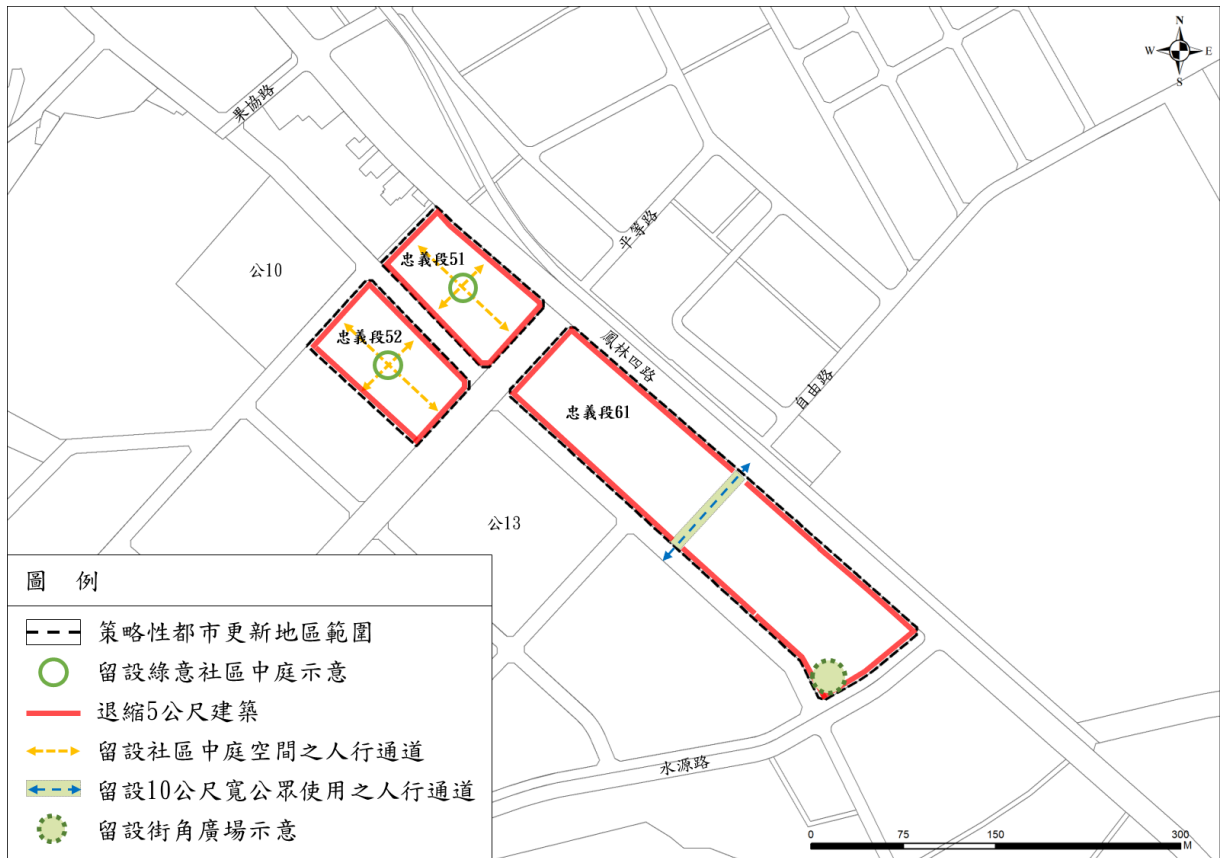 N
W
E
S
果協路
平等路
公10
忠義段51
忠義段52
鳳林四路
自由路
忠義段61
公13
水源路
圖 例
策略性都市更新地區範圍
留設綠意社區中庭示意
退縮5公尺建築
留設社區中庭空間之人行通道
留設10公尺寬公眾使用之人行通道
留設街角廣場示意
0 75 150 300
M